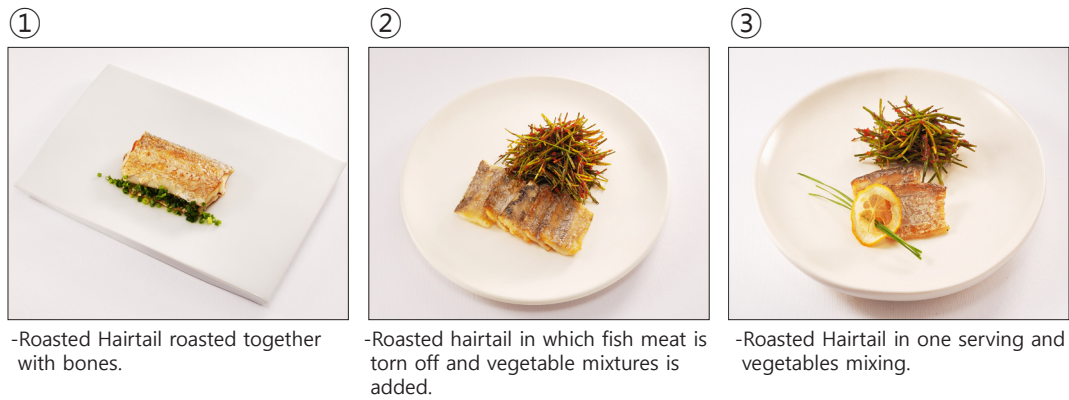 ①
②
③
-Roasted Hairtail roasted together
with bones.
-Roasted hairtail in which fish meat is
torn off and vegetable mixtures is
added.
-Roasted Hairtail in one serving and
vegetables mixing.